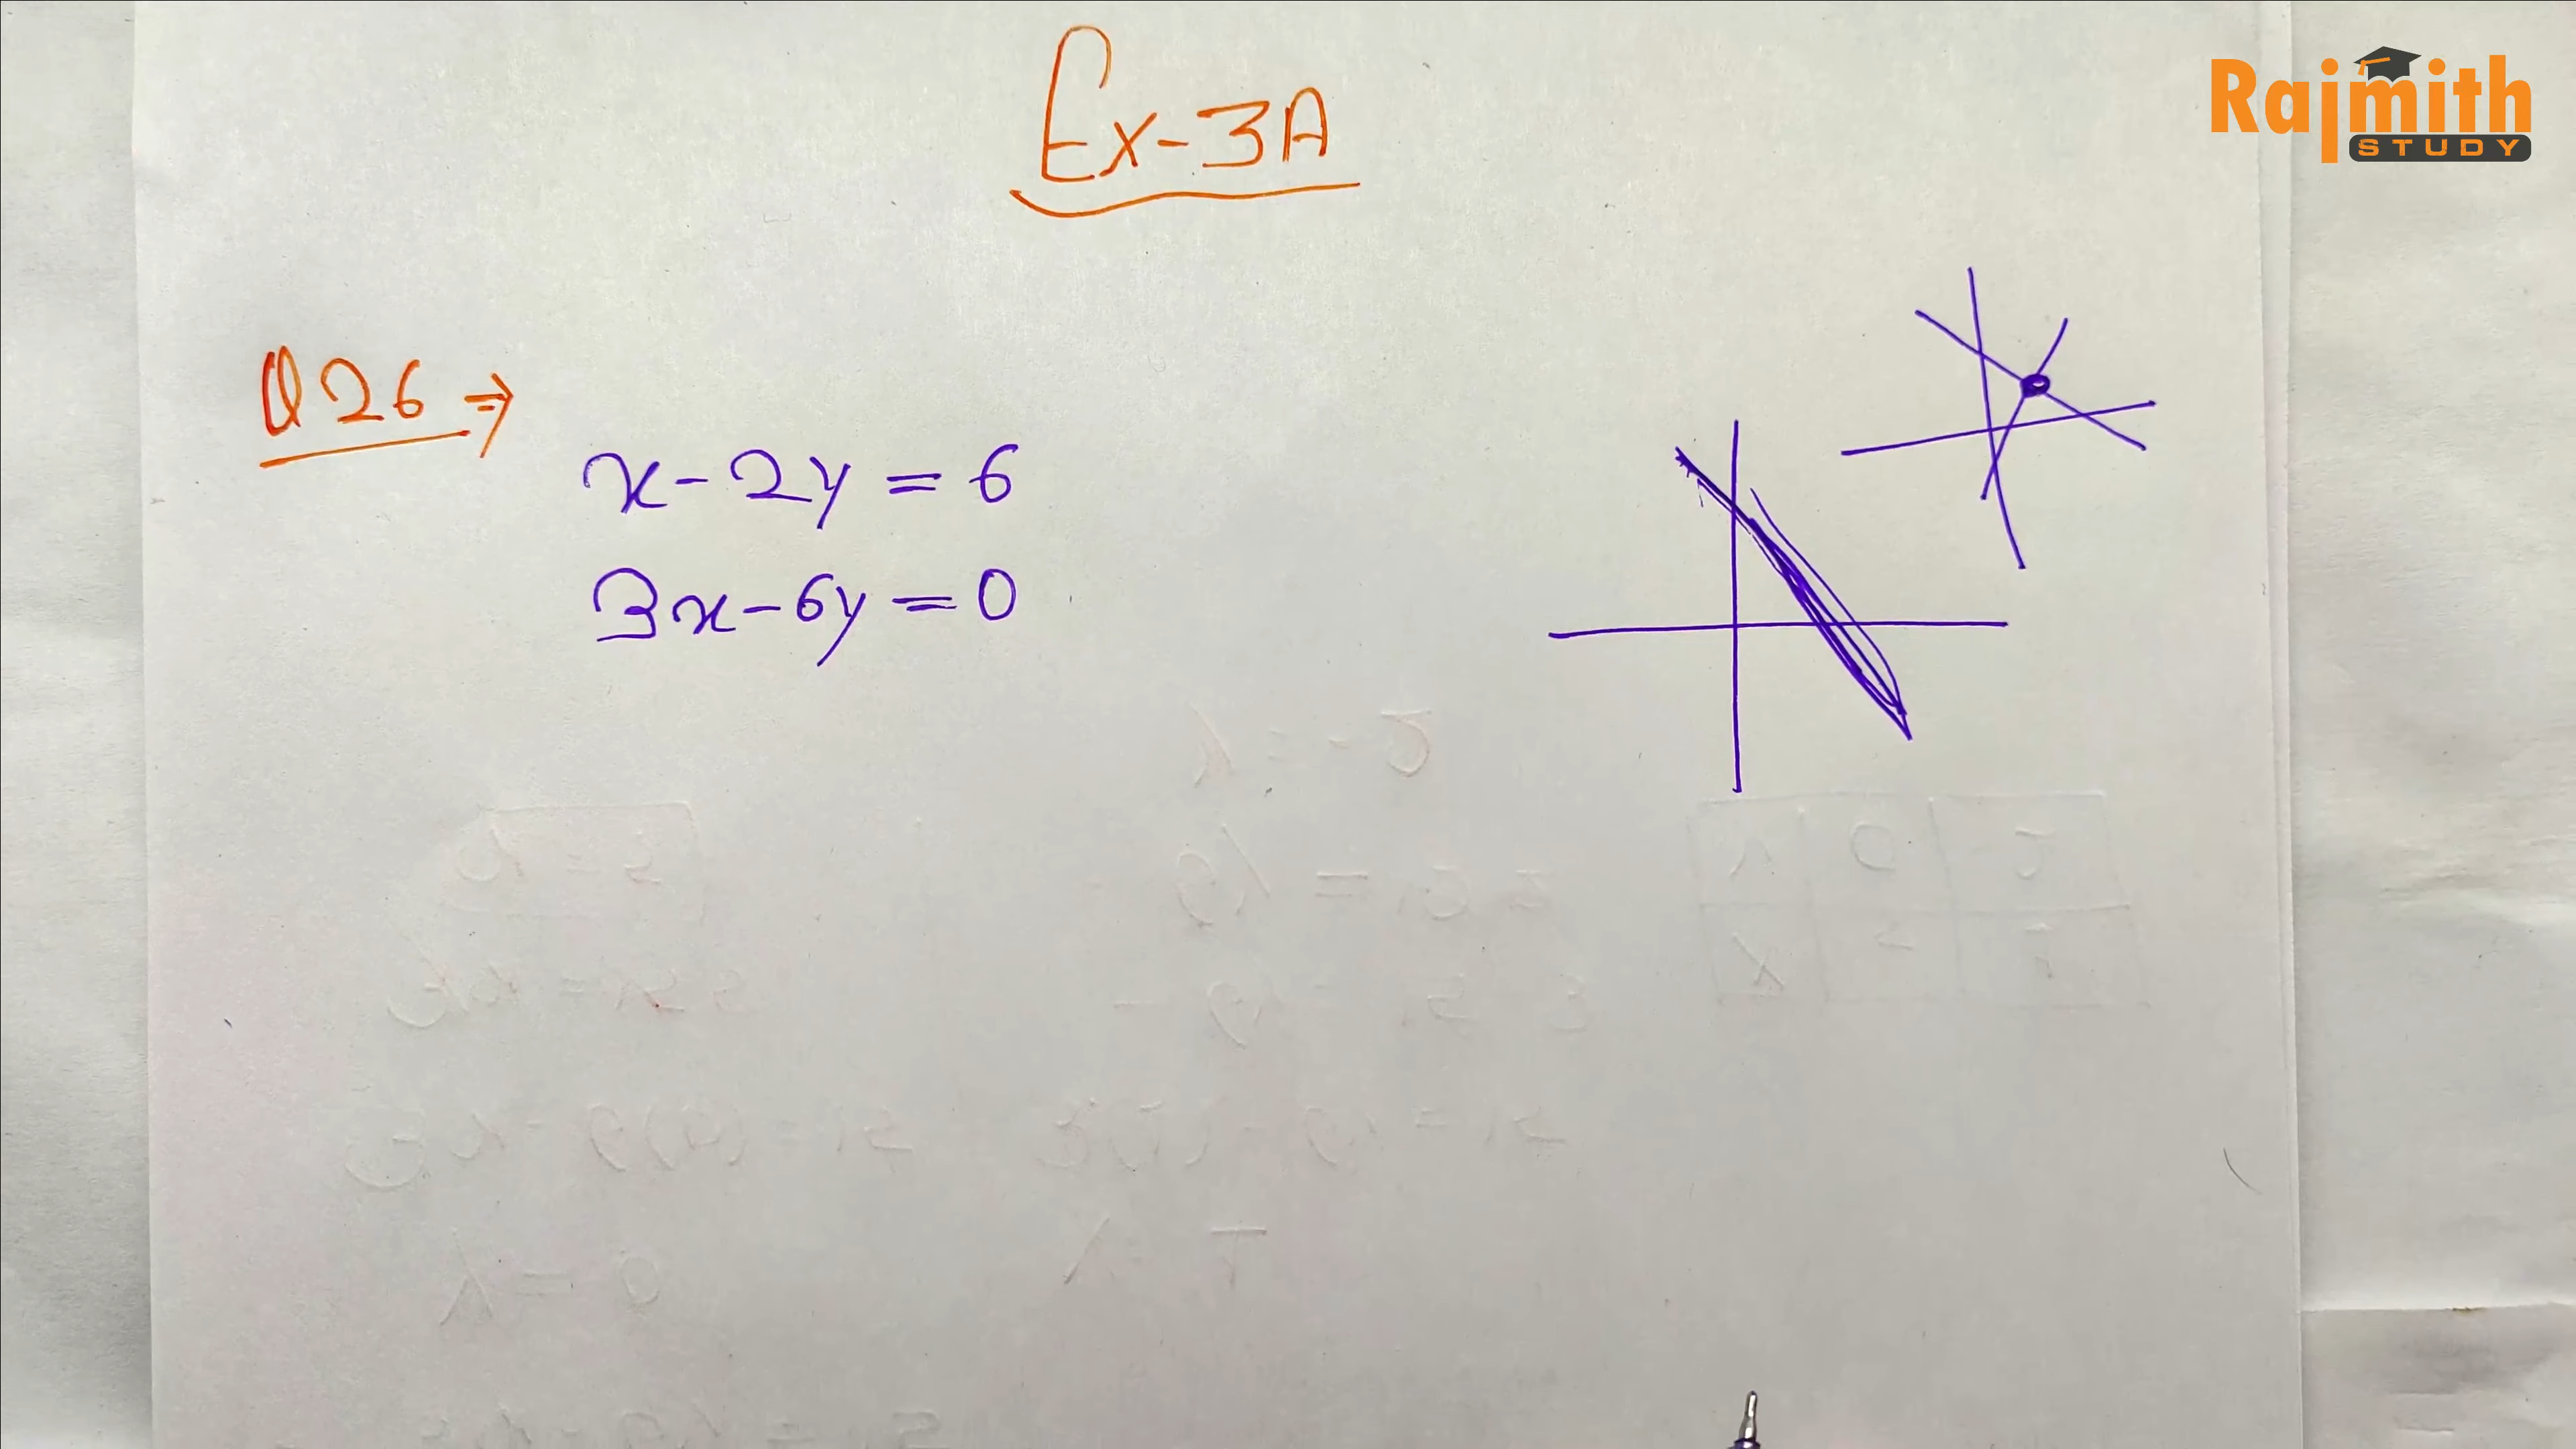 Ex-3A
Rajmith
STUDY
Q26 ⇒
x - 2y = 6
3x - 6y = 0